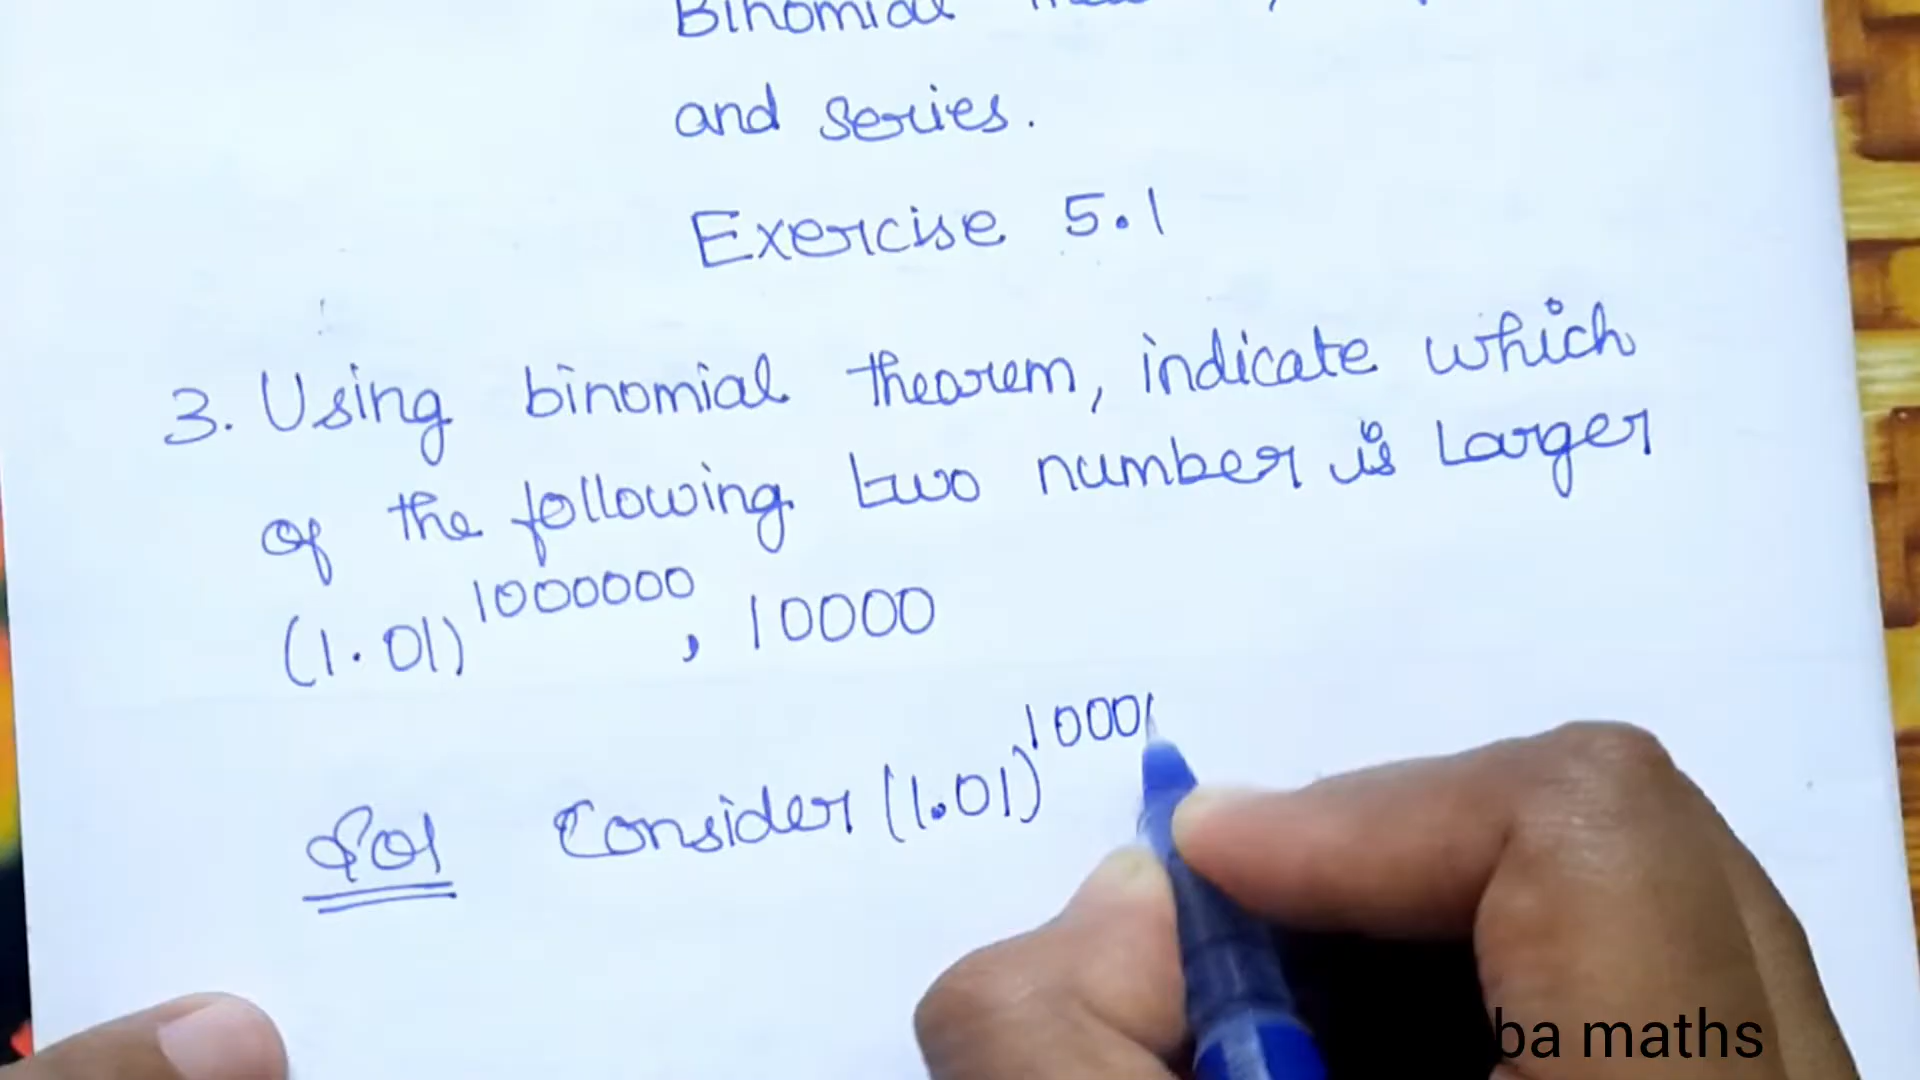 Binomial
and series.
Exercise 5.1
3. Using binomial theorem, indicate which
of the following two number is Larger
(1.01)^1000000, 10000
Sol Consider (1.01)^1000
ba maths